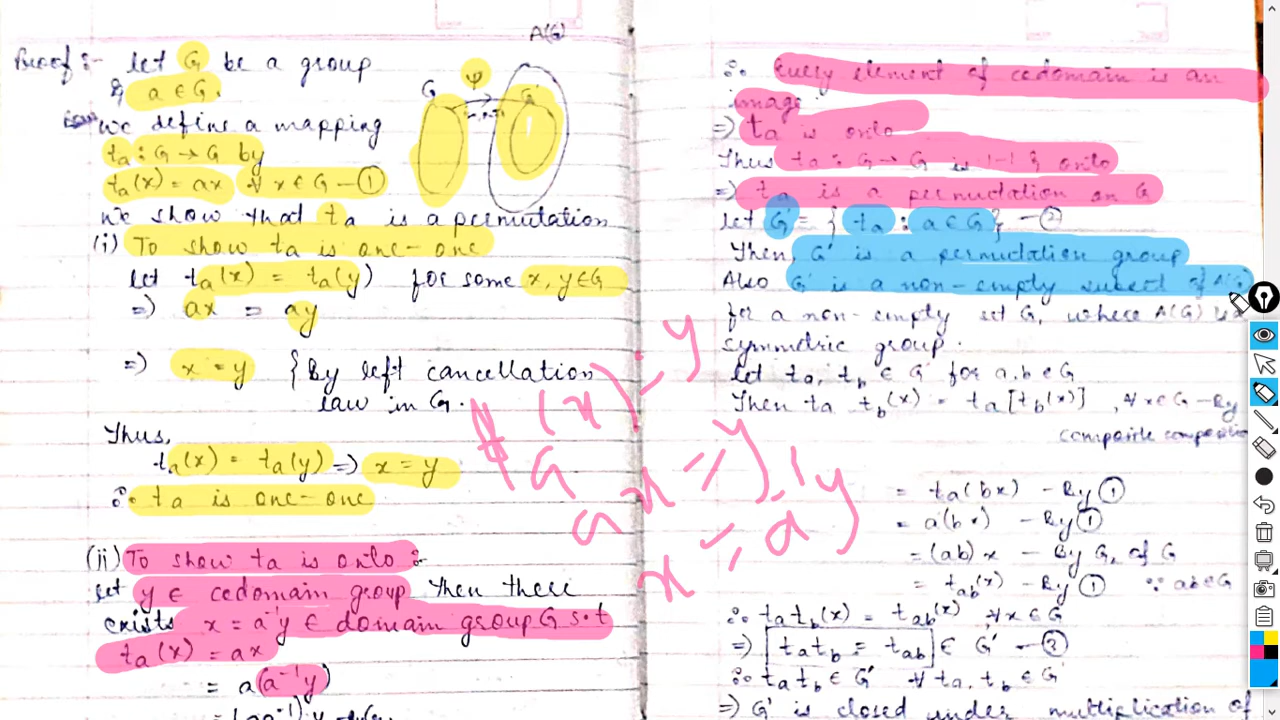 A(G)
Proof :- Let G be a group
& a ∈ G.
G φ G'
we define a mapping
ta : G → G by
ta(x) = ax ∀ x ∈ G — ①
We show that ta is a permutation
(i) To show ta is one-one
let ta(x) = ta(y) for some x, y ∈ G
=) ax = ay
=) x = y { By left cancellation
law in G.
Thus,
ta(x) = ta(y) => x = y
∴ ta is one-one
(ii) To show ta is onto :
let y ∈ codomain group Then there
exists x = a⁻¹y ∈ domain group G s.t
ta(x) = ax
= a(a⁻¹y)
∴ Every element of codomain is an
image
=) ta is onto
Thus ta : G → G is 1-1 & onto
=) ta is a permutation on G
let G' = { ta : a ∈ G } — ②
Then, G' is a permutation group
Also G' is a non-empty subset of A(G)
for a non-empty set G, where A(G) is
symmetric group.
let ta, tb ∈ G' for a, b ∈ G
Then ta tb(x) = ta[tb(x)] , ∀ x ∈ G - By
composite
= ta(bx) - By ①
= a(bx) - By ①
= (ab) x - By G, of G
= tab(x) - By ① ∵ ab ∈ G
∴ ta tb(x) = tab(x) ∀ x ∈ G
=) ta tb = tab ∈ G' — ②
∴ ta tb ∈ G' ∀ ta, tb ∈ G'
=) G' is closed under multiplication of
(x) = y
a x = y
x = a⁻¹ y